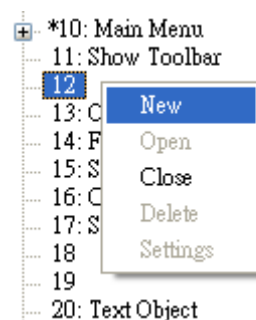 *10: Main Menu
11: Show Toolbar
12
New
13: C
14: F
Open
15: S
Close
16: C
17: S
Delete
18
Settings
19
20: Text Object